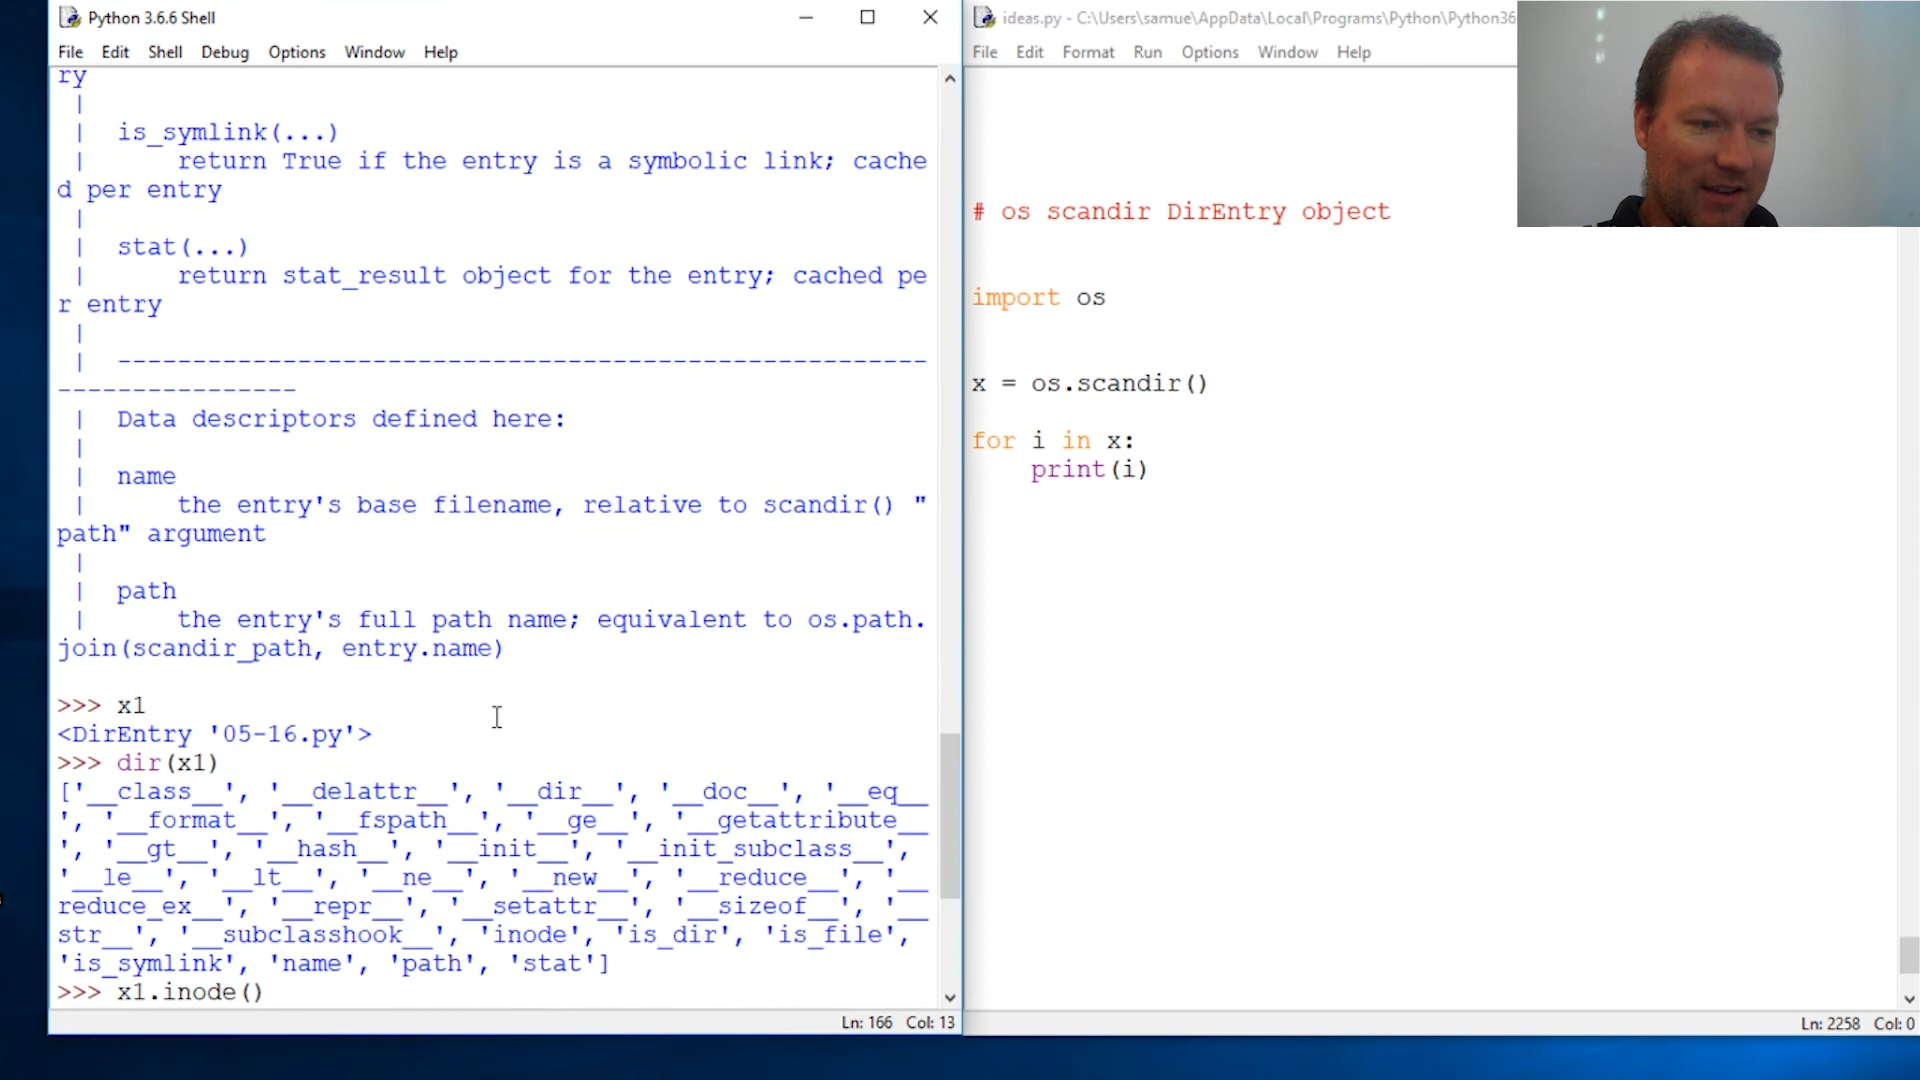 Python 3.6.6 Shell
File Edit Shell Debug Options Window Help
ry
|
| is_symlink(...)
| return True if the entry is a symbolic link; cache
d per entry
|
| stat(...)
| return stat_result object for the entry; cached pe
r entry
|
| ------------------------------------------------------
----------------
| Data descriptors defined here:
|
| name
| the entry's base filename, relative to scandir() "
path" argument
|
| path
| the entry's full path name; equivalent to os.path.
join(scandir_path, entry.name)
>>> x1
<DirEntry '05-16.py'>
>>> dir(x1)
['__class__', '__delattr__', '__dir__', '__doc__', '__eq__
', '__format__', '__fspath__', '__ge__', '__getattribute__
', '__gt__', '__hash__', '__init__', '__init_subclass__',
'__le__', '__lt__', '__ne__', '__new__', '__reduce__', '__
reduce_ex__', '__repr__', '__setattr__', '__sizeof__', '__
str__', '__subclasshook__', 'inode', 'is_dir', 'is_file',
'is_symlink', 'name', 'path', 'stat']
>>> x1.inode()
Ln: 166 Col: 13
ideas.py - C:\Users\samue\AppData\Local\Programs\Python\Python36
File Edit Format Run Options Window Help
# os scandir DirEntry object
import os
x = os.scandir()
for i in x:
print(i)
Ln: 2258 Col: 0